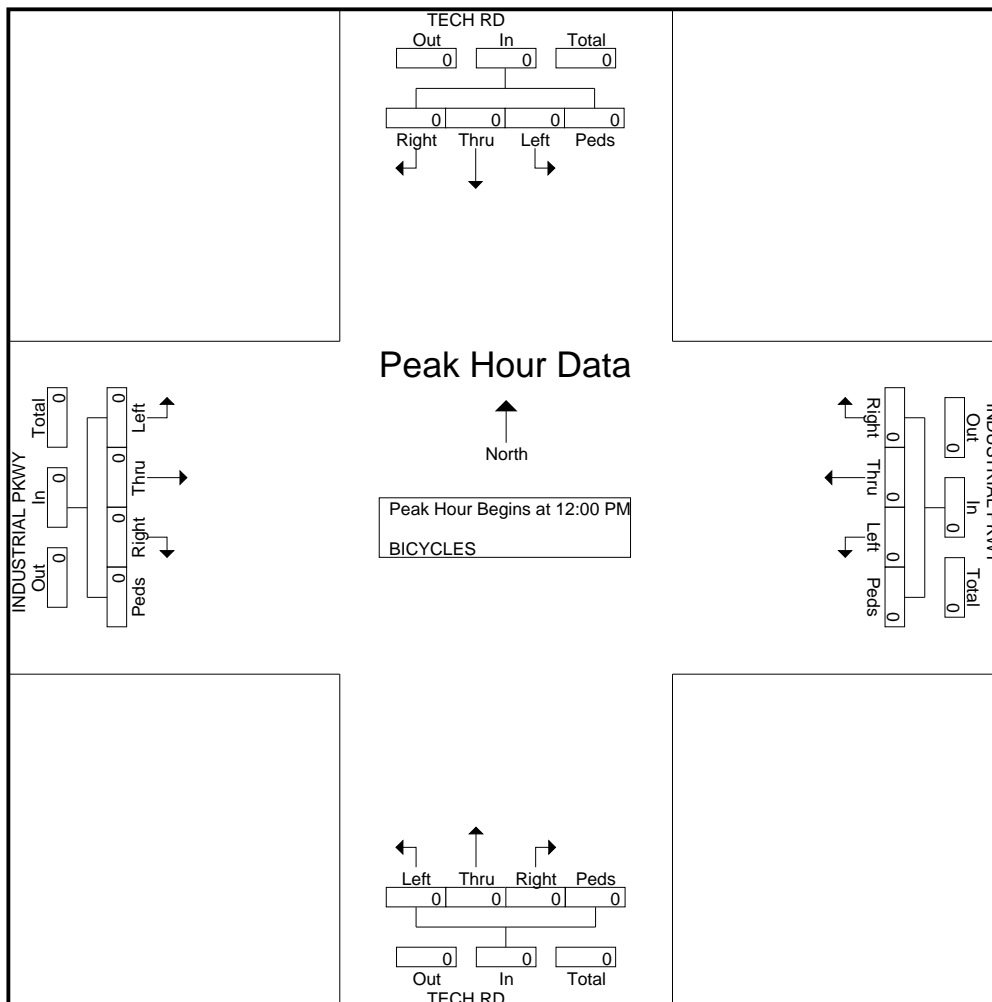 TECH RD
Out In Total
0 0 0
0 0 0 0
Right Thru Left Peds
Peak Hour Data
North
Peak Hour Begins at 12:00 PM
BICYCLES
INDUSTRIAL PKWY
Total In Out
0 0 0
0 0 0 0
Left Thru Right Peds
INDUSTRIAL PKWY
Out In Total
0 0 0
0 0 0 0
Right Thru Left Peds
Left Thru Right Peds
0 0 0 0
0 0 0
Out In Total
TECH RD